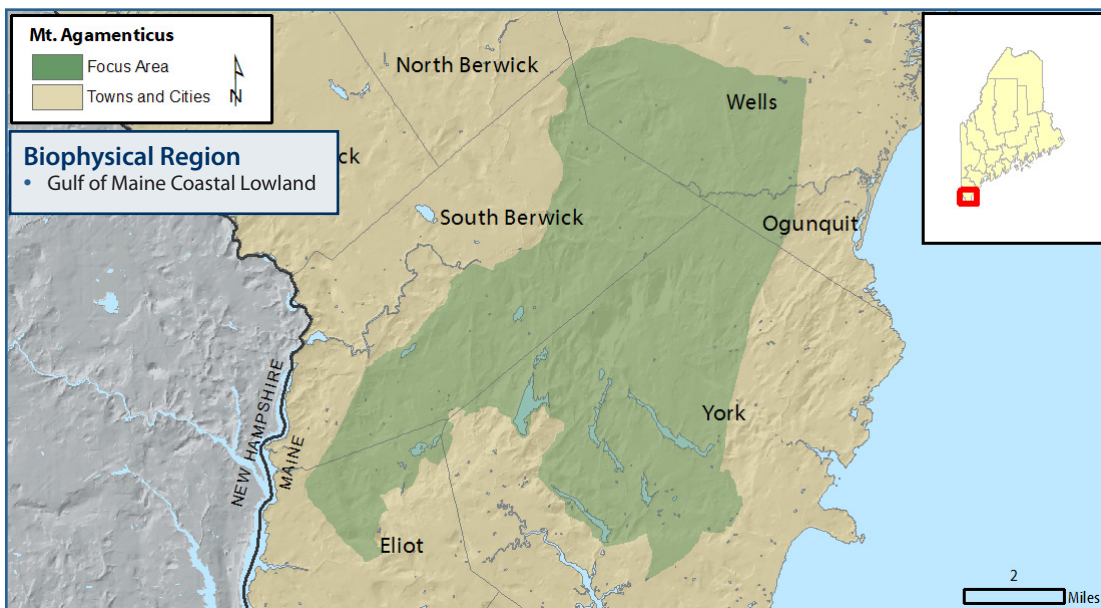 Mt. Agamenticus
Focus Area
Towns and Cities
N
Biophysical Region
• Gulf of Maine Coastal Lowland
North Berwick
Wells
ck
South Berwick
Ogunquit
NEW HAMPSHIRE
MAINE
York
Eliot
2
Miles